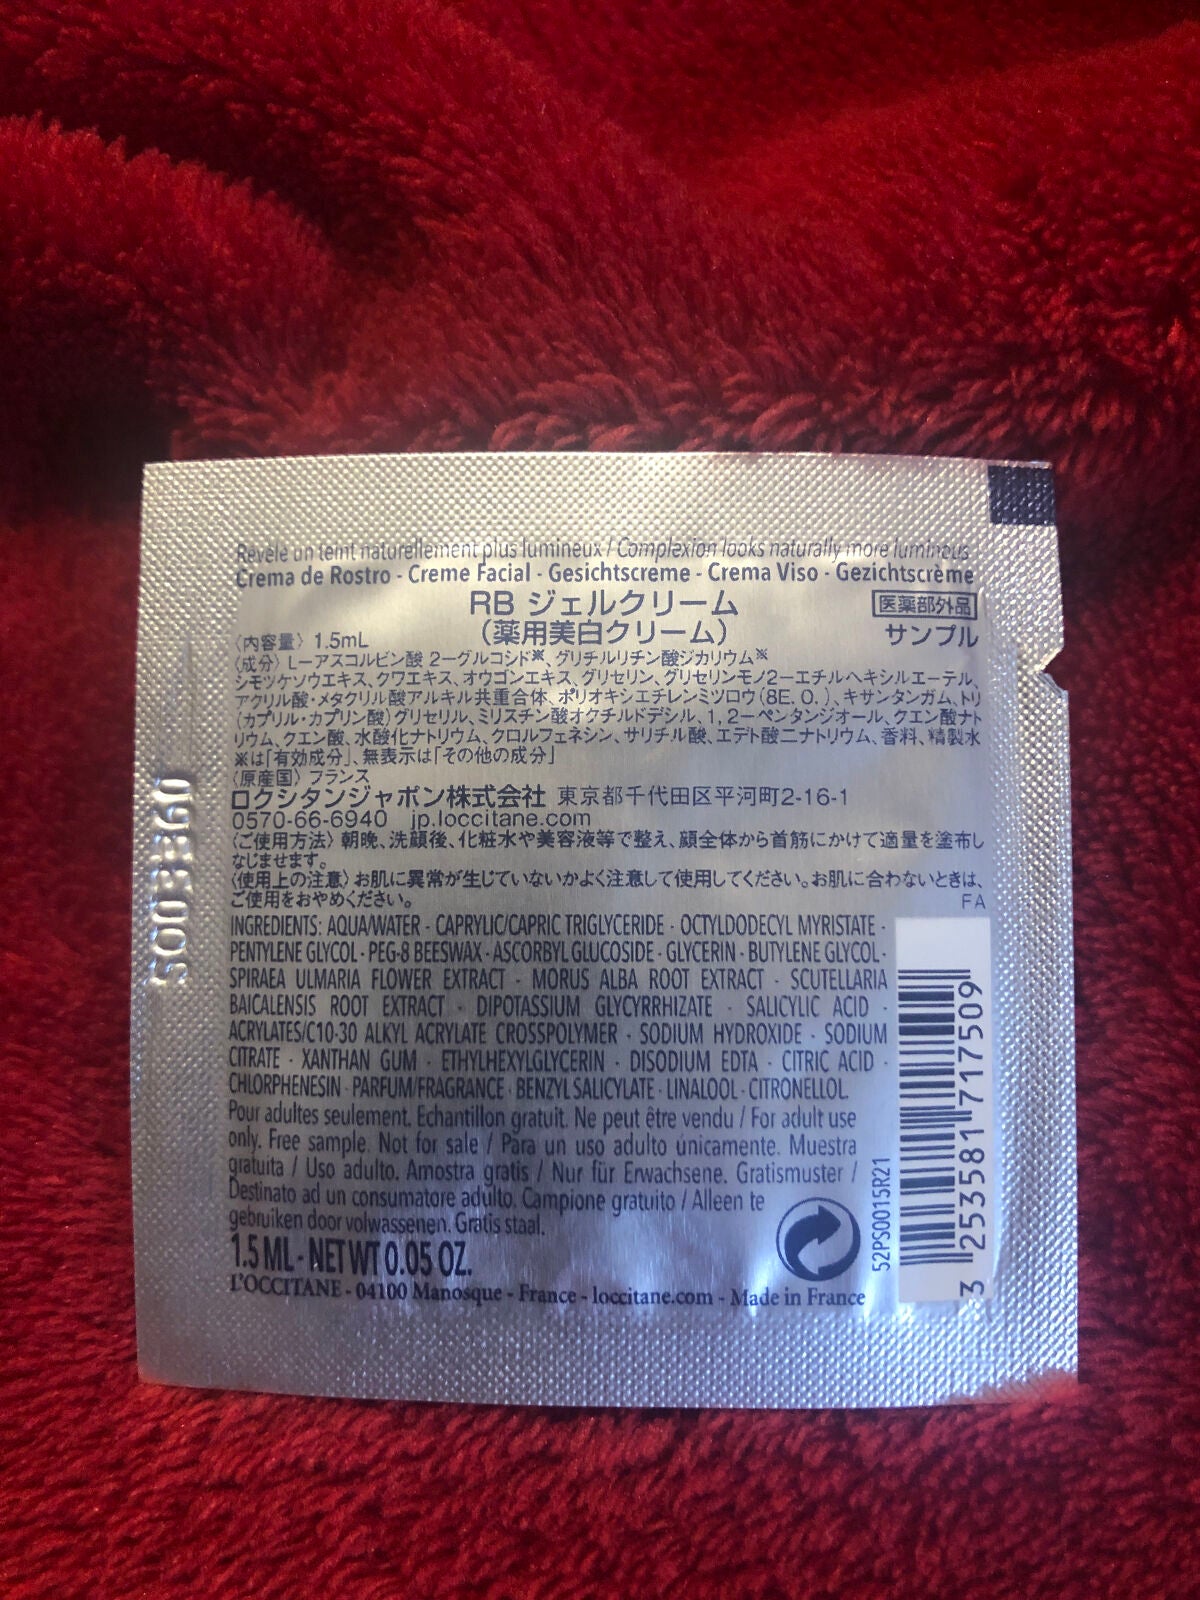 Révèle un teint naturellement plus lumineux / Complexion looks naturally more luminous
Crema de Rostro - Creme Facial - Gesichtscreme - Crema Viso - Gezichtscrème
RB ジェルクリーム 医薬部外品
(薬用美白クリーム) サンプル
〈内容量〉 1.5mL
〈成分〉 L-アスコルビン酸 2-グルコシド※、グリチルリチン酸ジカリウム※
シモツケソウエキス、クワエキス、オウゴンエキス、グリセリン、グリセリンモノ2-エチルヘキシルエーテル、
アクリル酸・メタクリル酸アルキル共重合体、ポリオキシエチレンミツロウ(8E.O.)、キサンタンガム、トリ
(カプリル・カプリン酸)グリセリル、ミリスチン酸オクチルドデシル、1,2-ペンタンジオール、クエン酸ナト
リウム、クエン酸、水酸化ナトリウム、クロルフェネシン、サリチル酸、エデト酸二ナトリウム、香料、精製水
※は「有効成分」、無表示は「その他の成分」
〈原産国〉 フランス
ロクシタンジャポン株式会社 東京都千代田区平河町2-16-1
0570-66-6940 jp.loccitane.com
〈ご使用方法〉 朝晩、洗顔後、化粧水や美容液等で整え、顔全体から首筋にかけて適量を塗布し
なじませます。
〈使用上の注意〉 お肌に異常が生じていないかよく注意して使用してください。お肌に合わないときは、
ご使用をおやめください。 FA
INGREDIENTS: AQUA/WATER - CAPRYLIC/CAPRIC TRIGLYCERIDE - OCTYLDODECYL MYRISTATE -
PENTYLENE GLYCOL - PEG-8 BEESWAX - ASCORBYL GLUCOSIDE - GLYCERIN - BUTYLENE GLYCOL -
SPIRAEA ULMARIA FLOWER EXTRACT - MORUS ALBA ROOT EXTRACT - SCUTELLARIA
BAICALENSIS ROOT EXTRACT - DIPOTASSIUM GLYCYRRHIZATE - SALICYLIC ACID -
ACRYLATES/C10-30 ALKYL ACRYLATE CROSSPOLYMER - SODIUM HYDROXIDE - SODIUM
CITRATE - XANTHAN GUM - ETHYLHEXYLGLYCERIN - DISODIUM EDTA - CITRIC ACID -
CHLORPHENESIN - PARFUM/FRAGRANCE - BENZYL SALICYLATE - LINALOOL - CITRONELLOL.
Pour adultes seulement. Echantillon gratuit. Ne peut être vendu / For adult use
only. Free sample. Not for sale / Para un uso adulto únicamente. Muestra
gratuita / Uso adulto. Amostra gratis / Nur für Erwachsene. Gratismuster /
Destinato ad un consumatore adulto. Campione gratuito / Alleen te
gebruiken door volwassenen. Gratis staal.
1.5 ML - NET WT 0.05 OZ.
L'OCCITANE - 04100 Manosque - France - loccitane.com - Made in France
52PS0015R21
3 253581 717509
S003360